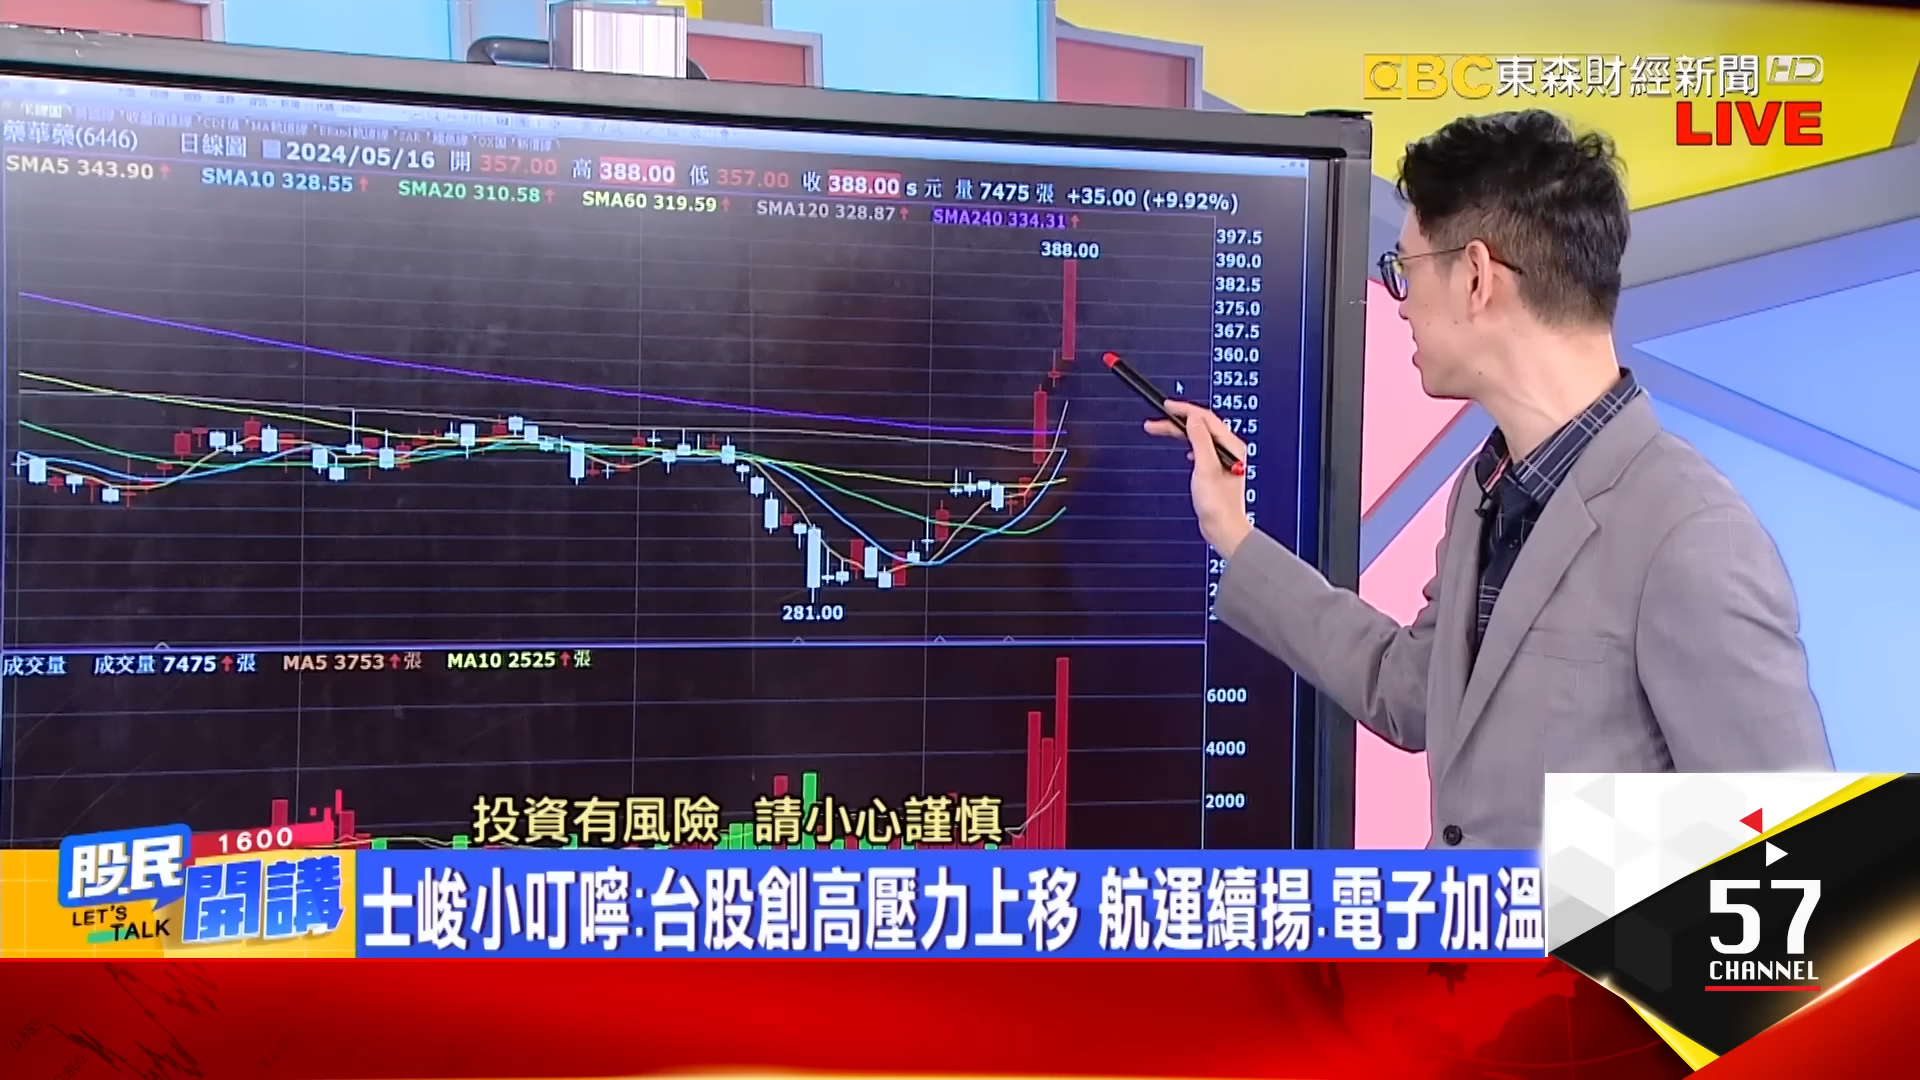 EBC東森財經新聞 HD
LIVE
藥華藥(6446) 日線圖 2024/05/16 開 357.00 高 388.00 低 357.00 收 388.00 s 元 量 7475 張 +35.00 (+9.92%)
SMA5 343.90↑ SMA10 328.55↑ SMA20 310.58↑ SMA60 319.59↑ SMA120 328.87↑ SMA240 334.31↑
388.00
397.5
390.0
382.5
375.0
367.5
360.0
352.5
345.0
281.00
成交量 成交量 7475↑張 MA5 3753↑張 MA10 2525↑張
6000
4000
2000
投資有風險 請小心謹慎
1600
股民
開講
LET'S
TALK
士峻小叮嚀:台股創高壓力上移 航運續揚.電子加溫
57
CHANNEL